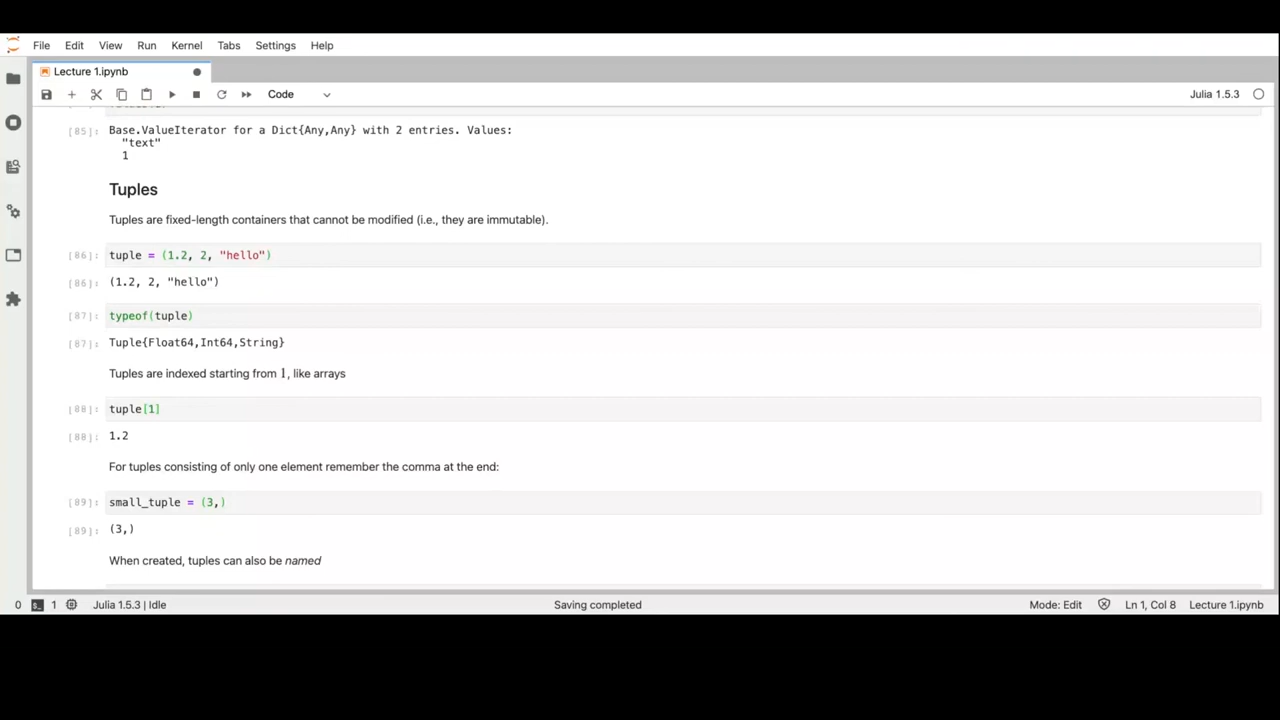 File Edit View Run Kernel Tabs Settings Help
Lecture 1.ipynb
Code
Julia 1.5.3
[85]: Base.ValueIterator for a Dict{Any,Any} with 2 entries. Values:
"text"
1
Tuples
Tuples are fixed-length containers that cannot be modified (i.e., they are immutable).
[86]: tuple = (1.2, 2, "hello")
[86]: (1.2, 2, "hello")
[87]: typeof(tuple)
[87]: Tuple{Float64,Int64,String}
Tuples are indexed starting from 1, like arrays
[88]: tuple[1]
[88]: 1.2
For tuples consisting of only one element remember the comma at the end:
[89]: small_tuple = (3,)
[89]: (3,)
When created, tuples can also be named
0 1 Julia 1.5.3 | Idle Saving completed Mode: Edit Ln 1, Col 8 Lecture 1.ipynb